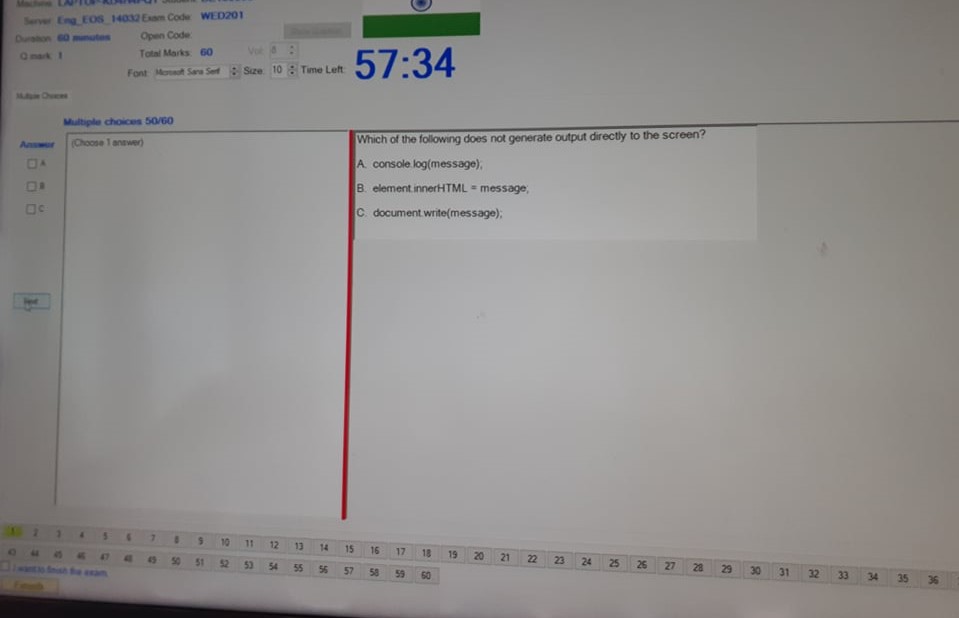 Machine
Server: Eng_EOS_14032 Exam Code: WED201
Duration: 60 minutes Open Code:
Q mark: 1 Total Marks: 60 Vol: 8
Font: Microsoft Sans Serif Size: 10 Time Left: 57:34
Multiple Choices
Multiple choices 50/60
Answer
(Choose 1 answer)
A
B
C
Next
Which of the following does not generate output directly to the screen?
A. console.log(message);
B. element.innerHTML = message;
C. document.write(message);
1 2 3 4 5 6 7 8 9 10 11 12 13 14 15 16 17 18 19 20 21 22 23 24 25 26 27 28 29 30 31 32 33 34 35 36
43 44 45 46 47 48 49 50 51 52 53 54 55 56 57 58 59 60
I want to finish the exam.